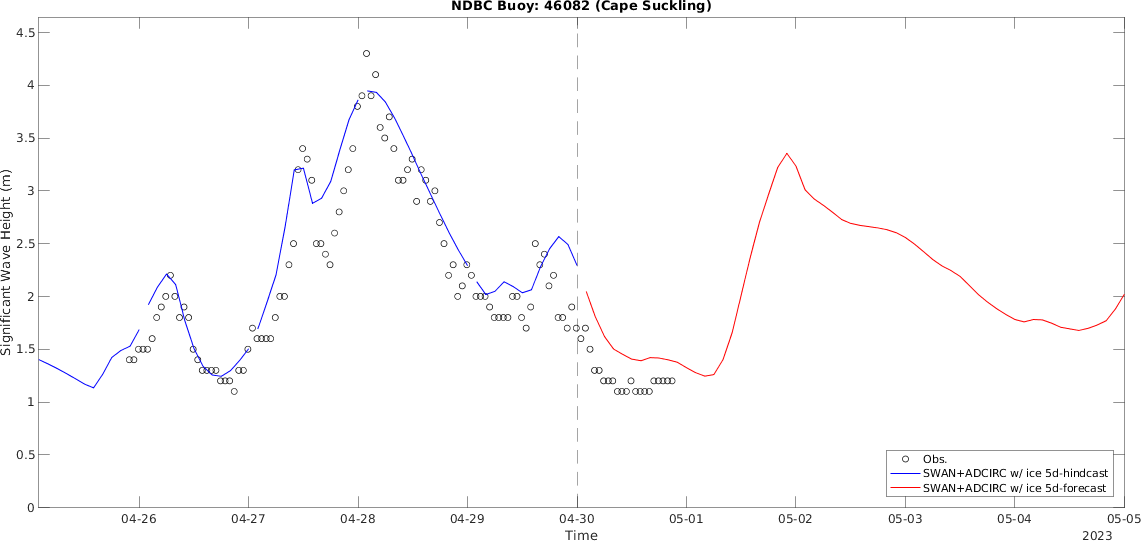 NDBC Buoy: 46082 (Cape Suckling)
Significant Wave Height (m)
4.5
4
3.5
3
2.5
2
1.5
1
0.5
0
Obs.
SWAN+ADCIRC w/ ice 5d-hindcast
SWAN+ADCIRC w/ ice 5d-forecast
04-26 04-27 04-28 04-29 04-30 05-01 05-02 05-03 05-04 05-05
Time
2023